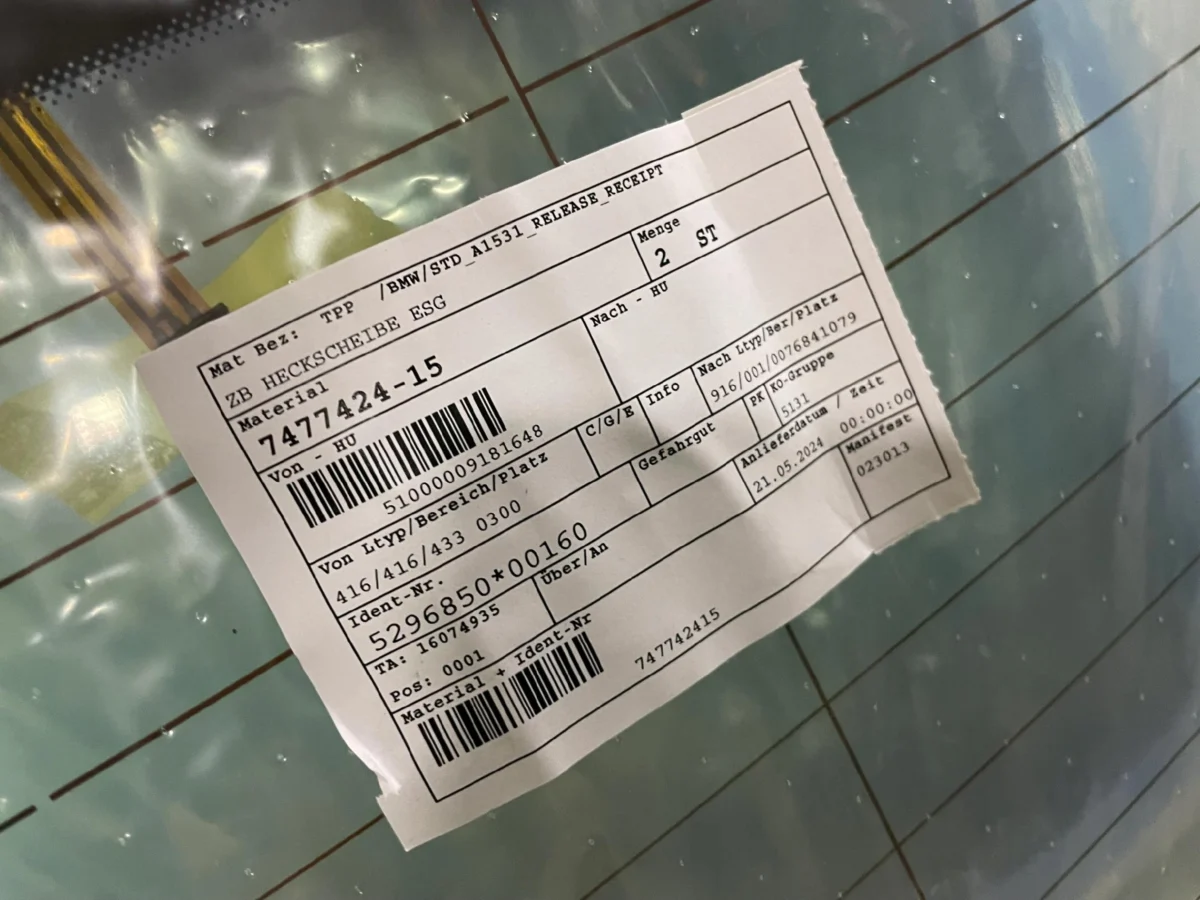 Mat Bez: TPP /BMW/STD_A1531_RELEASE_RECEIPT
ZB HECKSCHEIBE ESG
Menge
2 ST
Material
7477424-15
Von - HU
5100000918164​8
Nach - HU
Von Ltyp/Bereich/Platz
416/416/433 0300
C/G/E
Info
Nach Ltyp/Ber/Platz
916/001/0076841079
Ident-Nr.
5296850*00160
Gefahrgut
PK
KO-Gruppe
5131
TA: 16074935
Pos: 0001
Über/An
Anlieferdatum / Zeit
21.05.2024 00:00:00
Material + Ident-Nr
747742415
Manifest
023013